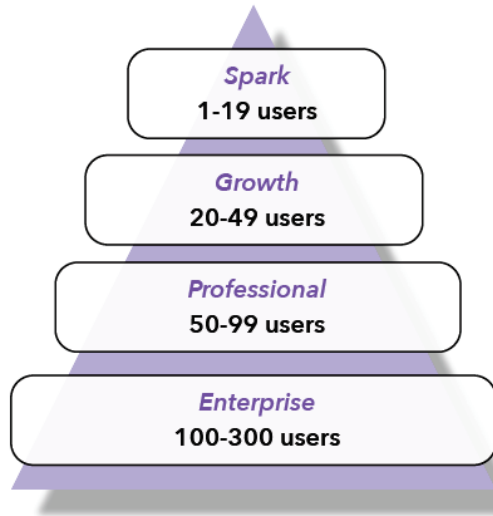 Spark
1-19 users
Growth
20-49 users
Professional
50-99 users
Enterprise
100-300 users